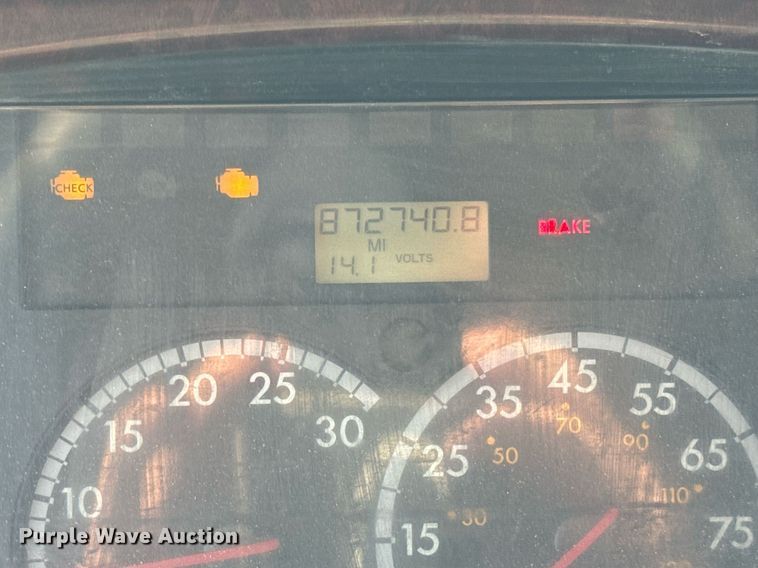 CHECK
872740.8
MI
14.1 VOLTS
BRAKE
10 15 20 25 30
15 25 35 45 55 65 75
30 50 70 90 110
Purple Wave Auction